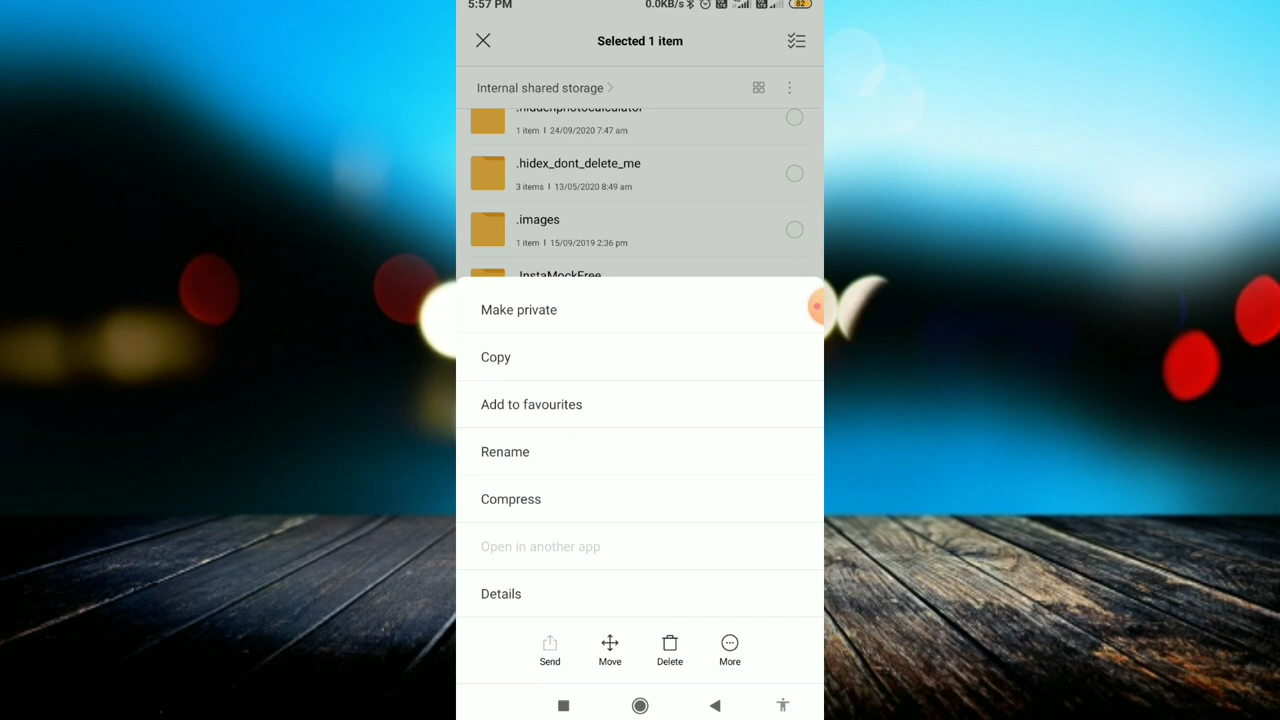 5:57 PM 0.0KB/s 82
Selected 1 item
Internal shared storage
.hiddenphotocalculator
1 item | 24/09/2020 7:47 am
.hidex_dont_delete_me
3 items | 13/05/2020 8:49 am
.images
1 item | 15/09/2019 2:36 pm
.InstaMockFree
Make private
Copy
Add to favourites
Rename
Compress
Open in another app
Details
Send Move Delete More